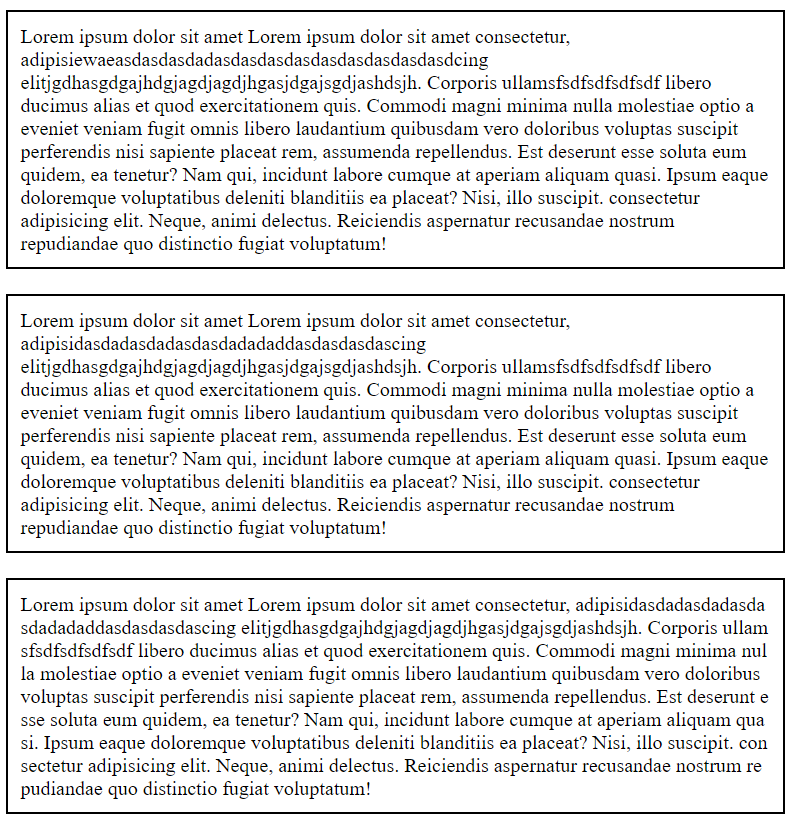 Lorem ipsum dolor sit amet Lorem ipsum dolor sit amet consectetur,
adipisiewaeasdasdasdadasdasdasdasdasdasdasdasdasdcing
elitjgdhasgdgajhdgjagdjagdjhgasjdgajsgdjashdsjh. Corporis ullamsfsdfsdfsdfsdf libero
ducimus alias et quod exercitationem quis. Commodi magni minima nulla molestiae optio a
eveniet veniam fugit omnis libero laudantium quibusdam vero doloribus voluptas suscipit
perferendis nisi sapiente placeat rem, assumenda repellendus. Est deserunt esse soluta eum
quidem, ea tenetur? Nam qui, incidunt labore cumque at aperiam aliquam quasi. Ipsum eaque
doloremque voluptatibus deleniti blanditiis ea placeat? Nisi, illo suscipit. consectetur
adipisicing elit. Neque, animi delectus. Reiciendis aspernatur recusandae nostrum
repudiandae quo distinctio fugiat voluptatum!
Lorem ipsum dolor sit amet Lorem ipsum dolor sit amet consectetur,
adipisidasdadasdadasdasdadadaddasdasdasdascing
elitjgdhasgdgajhdgjagdjagdjhgasjdgajsgdjashdsjh. Corporis ullamsfsdfsdfsdfsdf libero
ducimus alias et quod exercitationem quis. Commodi magni minima nulla molestiae optio a
eveniet veniam fugit omnis libero laudantium quibusdam vero doloribus voluptas suscipit
perferendis nisi sapiente placeat rem, assumenda repellendus. Est deserunt esse soluta eum
quidem, ea tenetur? Nam qui, incidunt labore cumque at aperiam aliquam quasi. Ipsum eaque
doloremque voluptatibus deleniti blanditiis ea placeat? Nisi, illo suscipit. consectetur
adipisicing elit. Neque, animi delectus. Reiciendis aspernatur recusandae nostrum
repudiandae quo distinctio fugiat voluptatum!
Lorem ipsum dolor sit amet Lorem ipsum dolor sit amet consectetur, adipisidasdadasdadasda
sdadadaddasdasdasdascing elitjgdhasgdgajhdgjagdjagdjhgasjdgajsgdjashdsjh. Corporis ullam
sfsdfsdfsdfsdf libero ducimus alias et quod exercitationem quis. Commodi magni minima nul
la molestiae optio a eveniet veniam fugit omnis libero laudantium quibusdam vero doloribus
voluptas suscipit perferendis nisi sapiente placeat rem, assumenda repellendus. Est deserunt e
sse soluta eum quidem, ea tenetur? Nam qui, incidunt labore cumque at aperiam aliquam qua
si. Ipsum eaque doloremque voluptatibus deleniti blanditiis ea placeat? Nisi, illo suscipit. con
sectetur adipisicing elit. Neque, animi delectus. Reiciendis aspernatur recusandae nostrum re
pudiandae quo distinctio fugiat voluptatum!